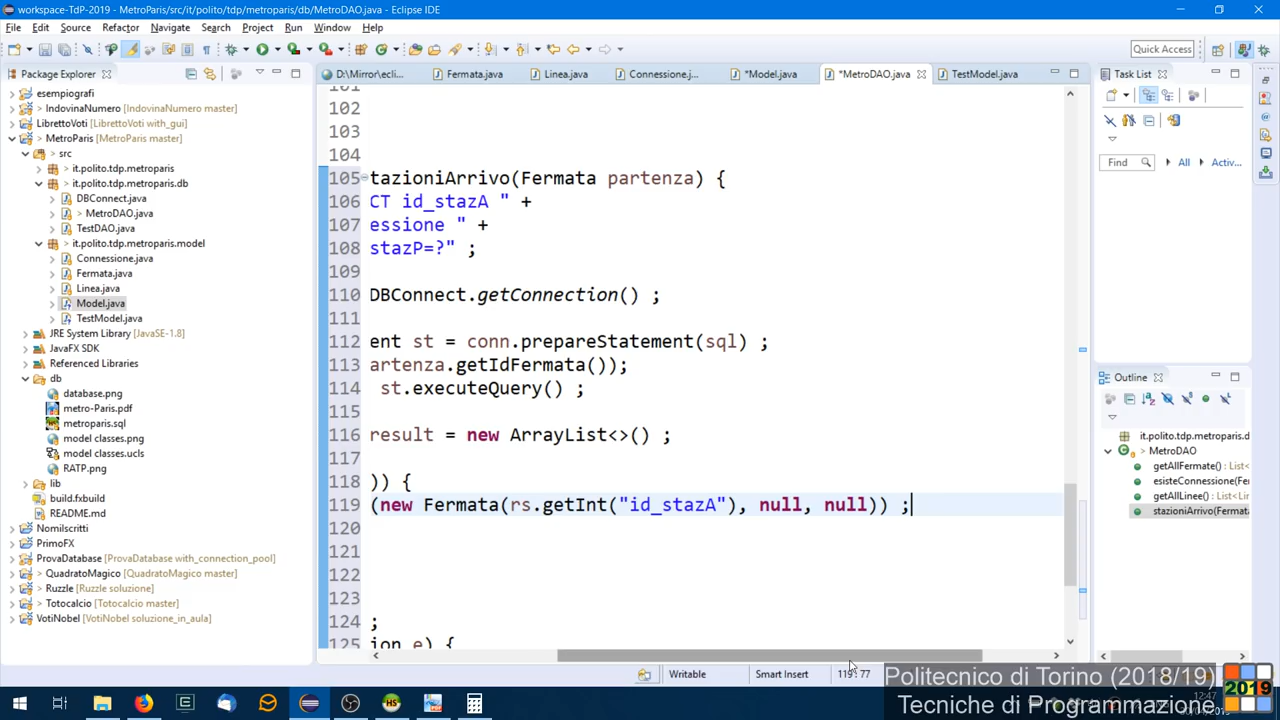 workspace-TdP-2019 - MetroParis/src/it/polito/tdp/metroparis/db/MetroDAO.java - Eclipse IDE
File Edit Source Refactor Navigate Search Project Run Window Help
Quick Access
Package Explorer
D:\Mirror\ecli... Fermata.java Linea.java Connessione.j... *Model.java *MetroDAO.java TestModel.java
Task List
esempiografi
> IndovinaNumero [IndovinaNumero master]
LibrettoVoti [LibrettoVoti with_gui]
> MetroParis [MetroParis master]
> src
it.polito.tdp.metroparis
> it.polito.tdp.metroparis.db
DBConnect.java
> MetroDAO.java
TestDAO.java
> it.polito.tdp.metroparis.model
Connessione.java
Fermata.java
Linea.java
Model.java
TestModel.java
JRE System Library [JavaSE-1.8]
JavaFX SDK
Referenced Libraries
db
database.png
metro-Paris.pdf
metroparis.sql
model classes.png
model classes.ucls
RATP.png
lib
build.fxbuild
README.md
Nomilscritti
PrimoFX
ProvaDatabase [ProvaDatabase with_connection_pool]
> QuadratoMagico [QuadratoMagico master]
> Ruzzle [Ruzzle soluzione]
> Totocalcio [Totocalcio master]
VotiNobel [VotiNobel soluzione_in_aula]
101
102
103
104
105 tazioniArrivo(Fermata partenza) {
106 CT id_stazA " +
107 essione " +
108 stazP=?" ;
109
110 DBConnect.getConnection() ;
111
112 ent st = conn.prepareStatement(sql) ;
113 artenza.getIdFermata());
114 st.executeQuery() ;
115
116 result = new ArrayList<>() ;
117
118 )) {
119 (new Fermata(rs.getInt("id_stazA"), null, null)) ;
120
121
122
123
124 ;
125 ion e) {
Find All Activ...
Outline
it.polito.tdp.metroparis.d
MetroDAO
getAllFermate() : List<
esisteConnessione(Fer
getAllLinee() : List<Lin
stazioniArrivo(Fermat
Writable Smart Insert 119:77
Politecnico di Torino (2018/19)
Tecniche di Programmazione
2019
12:47